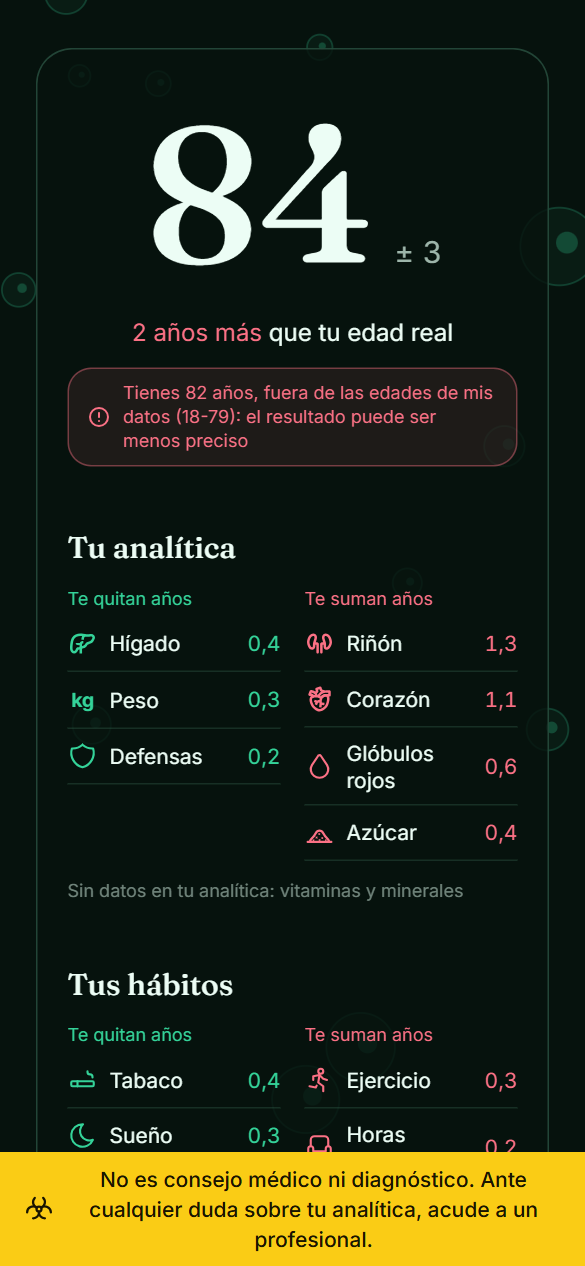 84 ± 3
2 años más que tu edad real
Tienes 82 años, fuera de las edades de mis
datos (18-79): el resultado puede ser
menos preciso
Tu analítica
Te quitan años
Hígado 0,4
kg Peso 0,3
Defensas 0,2
Te suman años
Riñón 1,3
Corazón 1,1
Glóbulos
rojos 0,6
Azúcar 0,4
Sin datos en tu analítica: vitaminas y minerales
Tus hábitos
Te quitan años
Tabaco 0,4
Sueño 0,3
Te suman años
Ejercicio 0,3
Horas 0,2
No es consejo médico ni diagnóstico. Ante
cualquier duda sobre tu analítica, acude a un
profesional.